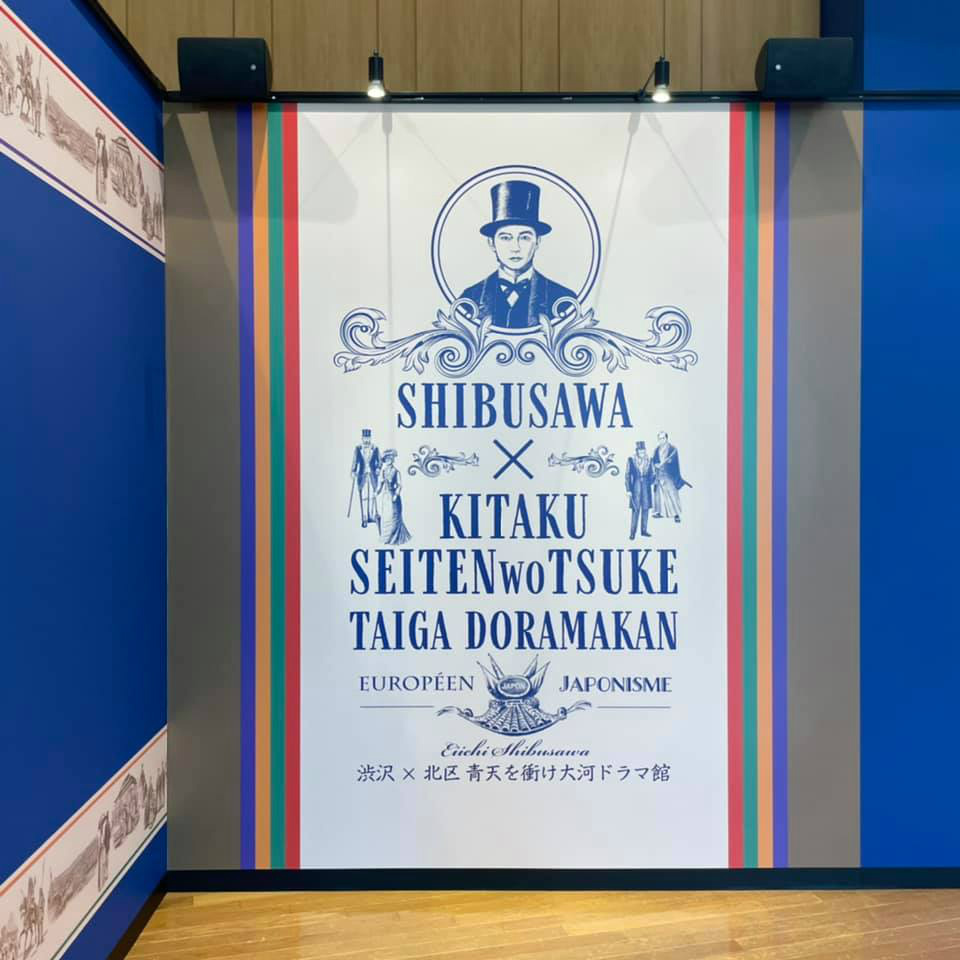 SHIBUSAWA
×
KITAKU
SEITENwoTSUKE
TAIGA DORAMAKAN
EUROPÉEN JAPON JAPONISME
Eiichi Shibusawa
渋沢 × 北区 青天を衝け大河ドラマ館